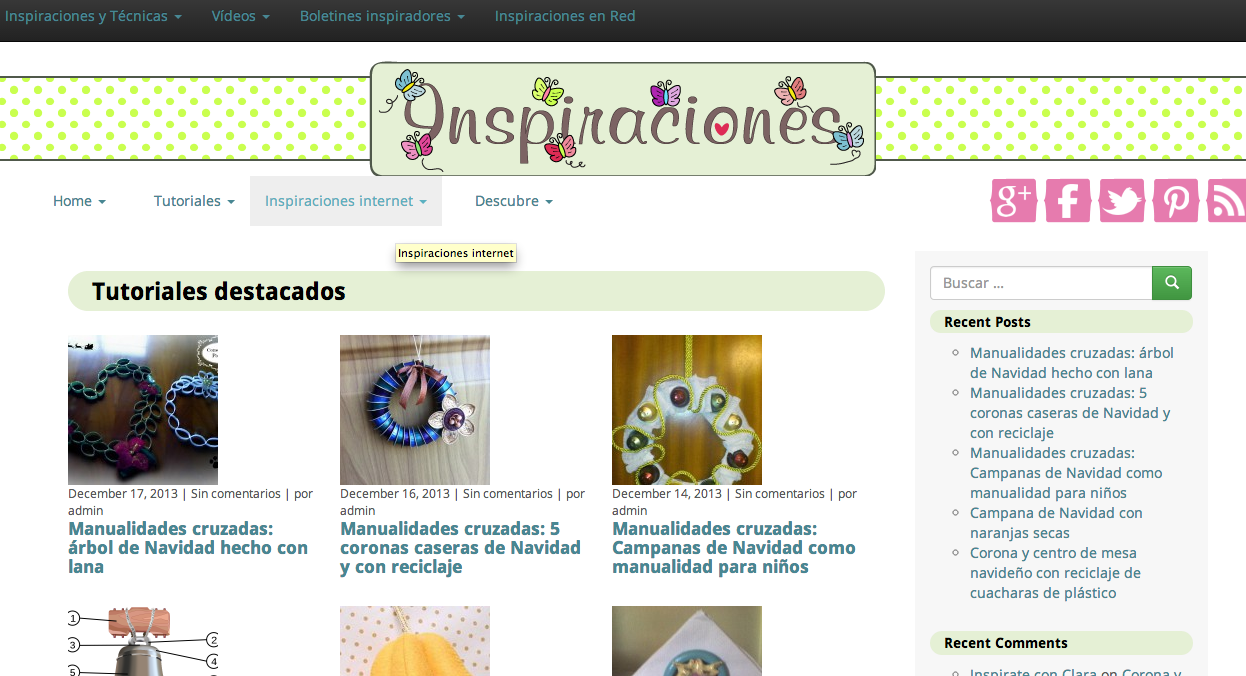 Inspiraciones y Técnicas Vídeos Boletines inspiradores Inspiraciones en Red
Inspiraciones
Home Tutoriales Inspiraciones internet Descubre
g+ f
Inspiraciones internet
Tutoriales destacados
December 17, 2013 | Sin comentarios | por
admin
Manualidades cruzadas:
árbol de Navidad hecho con
lana
December 16, 2013 | Sin comentarios | por
admin
Manualidades cruzadas: 5
coronas caseras de Navidad
y con reciclaje
December 14, 2013 | Sin comentarios | por
admin
Manualidades cruzadas:
Campanas de Navidad como
manualidad para niños
1
3
5
2
4
Buscar ...
Recent Posts
Manualidades cruzadas: árbol
de Navidad hecho con lana
Manualidades cruzadas: 5
coronas caseras de Navidad y
con reciclaje
Manualidades cruzadas:
Campanas de Navidad como
manualidad para niños
Campana de Navidad con
naranjas secas
Corona y centro de mesa
navideño con reciclaje de
cuacharas de plástico
Recent Comments
Inspirate con Clara on Corona y